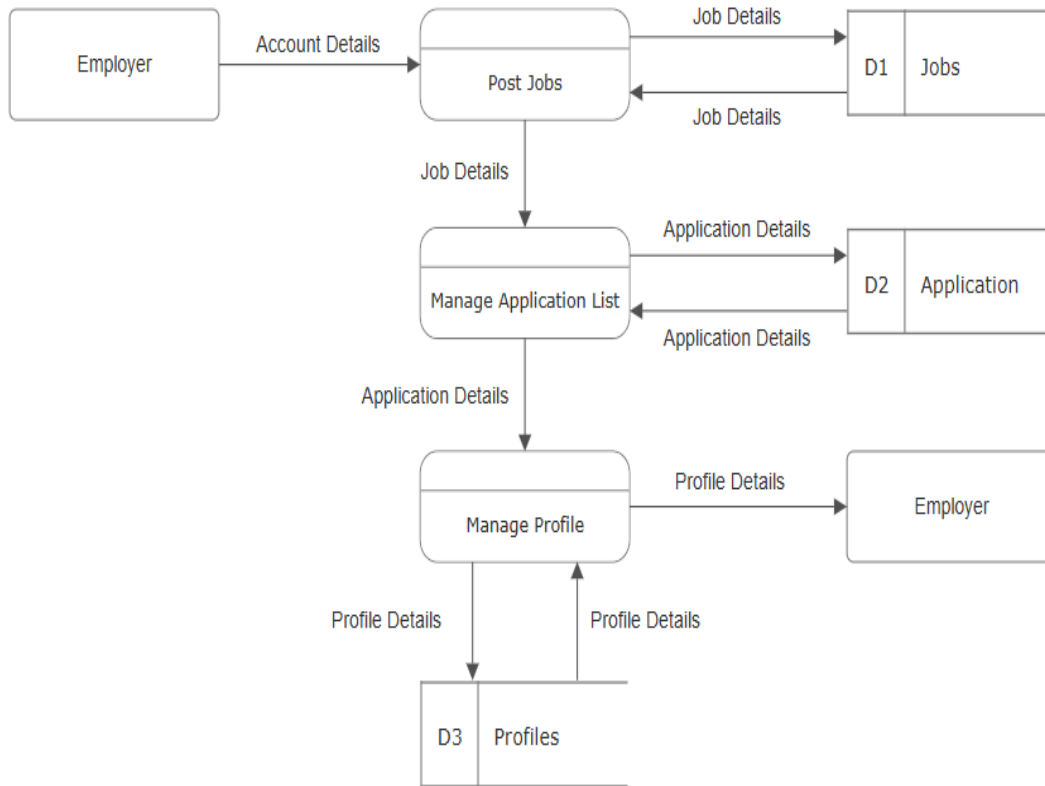 Job Details
Employer
Account Details
Post Jobs
D1
Jobs
Job Details
Job Details
Application Details
Manage Application List
D2
Application
Application Details
Application Details
Profile Details
Manage Profile
Employer
Profile Details
Profile Details
D3
Profiles